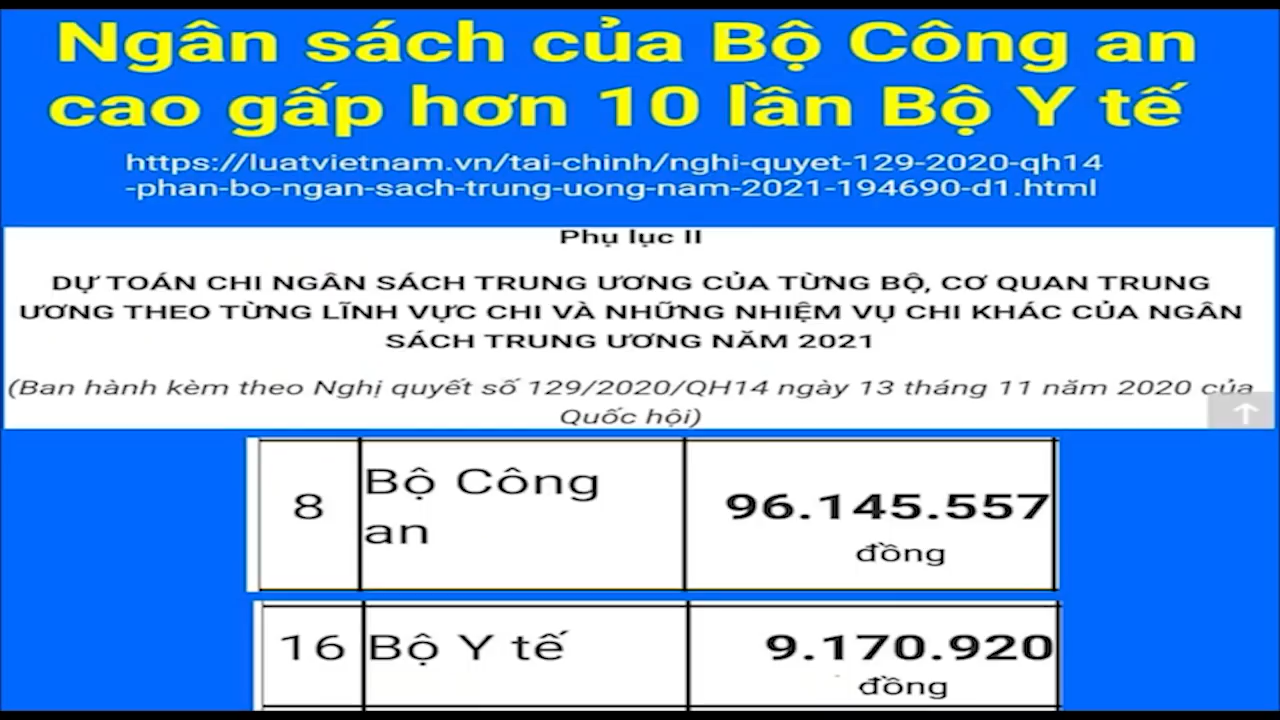 Ngân sách của Bộ Công an
cao gấp hơn 10 lần Bộ Y tế
https://luatvietnam.vn/tai-chinh/nghi-quyet-129-2020-qh14
-phan-bo-ngan-sach-trung-uong-nam-2021-194690-d1.html
Phụ lục II
DỰ TOÁN CHI NGÂN SÁCH TRUNG ƯƠNG CỦA TỪNG BỘ, CƠ QUAN TRUNG
ƯƠNG THEO TỪNG LĨNH VỰC CHI VÀ NHỮNG NHIỆM VỤ CHI KHÁC CỦA NGÂN
SÁCH TRUNG ƯƠNG NĂM 2021
(Ban hành kèm theo Nghị quyết số 129/2020/QH14 ngày 13 tháng 11 năm 2020 của
Quốc hội)
8 Bộ Công an 96.145.557
đồng
16 Bộ Y tế 9.170.920
đồng